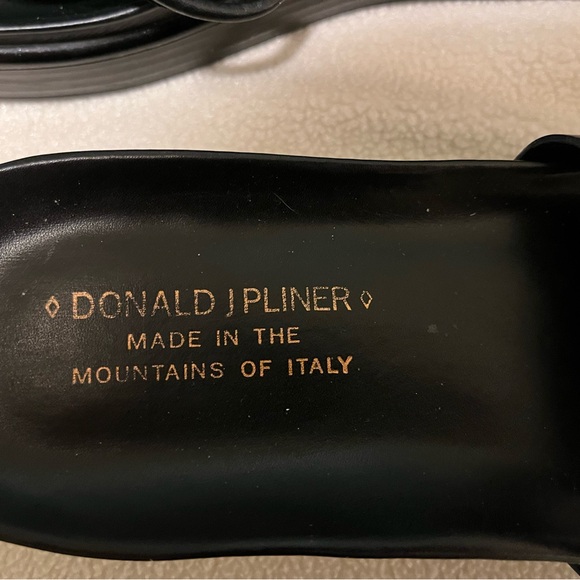 ◊ DONALD J PLINER ◊
MADE IN THE
MOUNTAINS OF ITALY